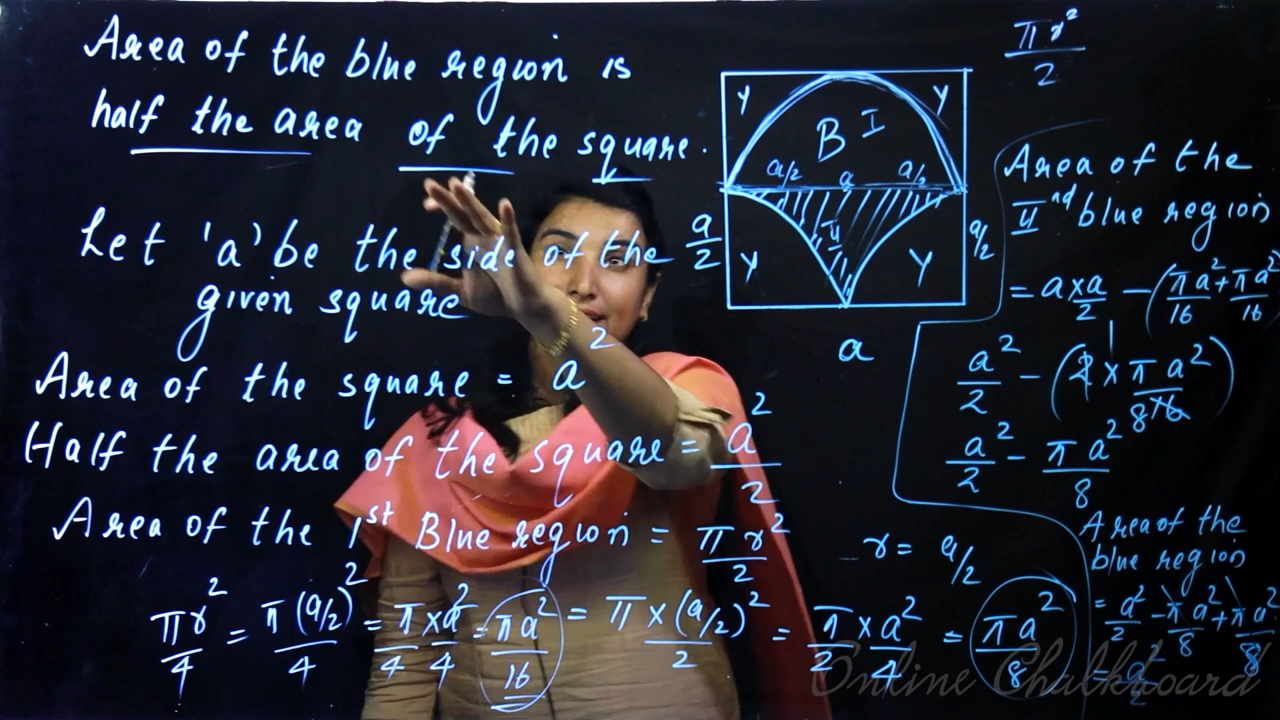 Area of the blue region is
half the area of the square.
Let 'a' be the side of the
given square
Area of the square = a²
Half the area of the square = a²/2
Area of the 1st Blue region = πr²/2
r = a/2
πr²/4 = π(a/2)²/4 = π/4 × a²/4 = πa²/16 = π × (a/2)²/2 = π/2 × a²/4 = πa²/8
Y
Y
B I
a/2 a a/2
II
Y
Y
a/2
a/2
a
πr²/2
Area of the
IInd blue region
= a × a/2 - (πa²/16 + πa²/16
a²/2 - (2 × πa²/16) 1 8
a²/2 - πa²/8
Area of the
blue region
= a²/2 - πa²/8 + πa²/8
= a²/2
Online Chalkboard